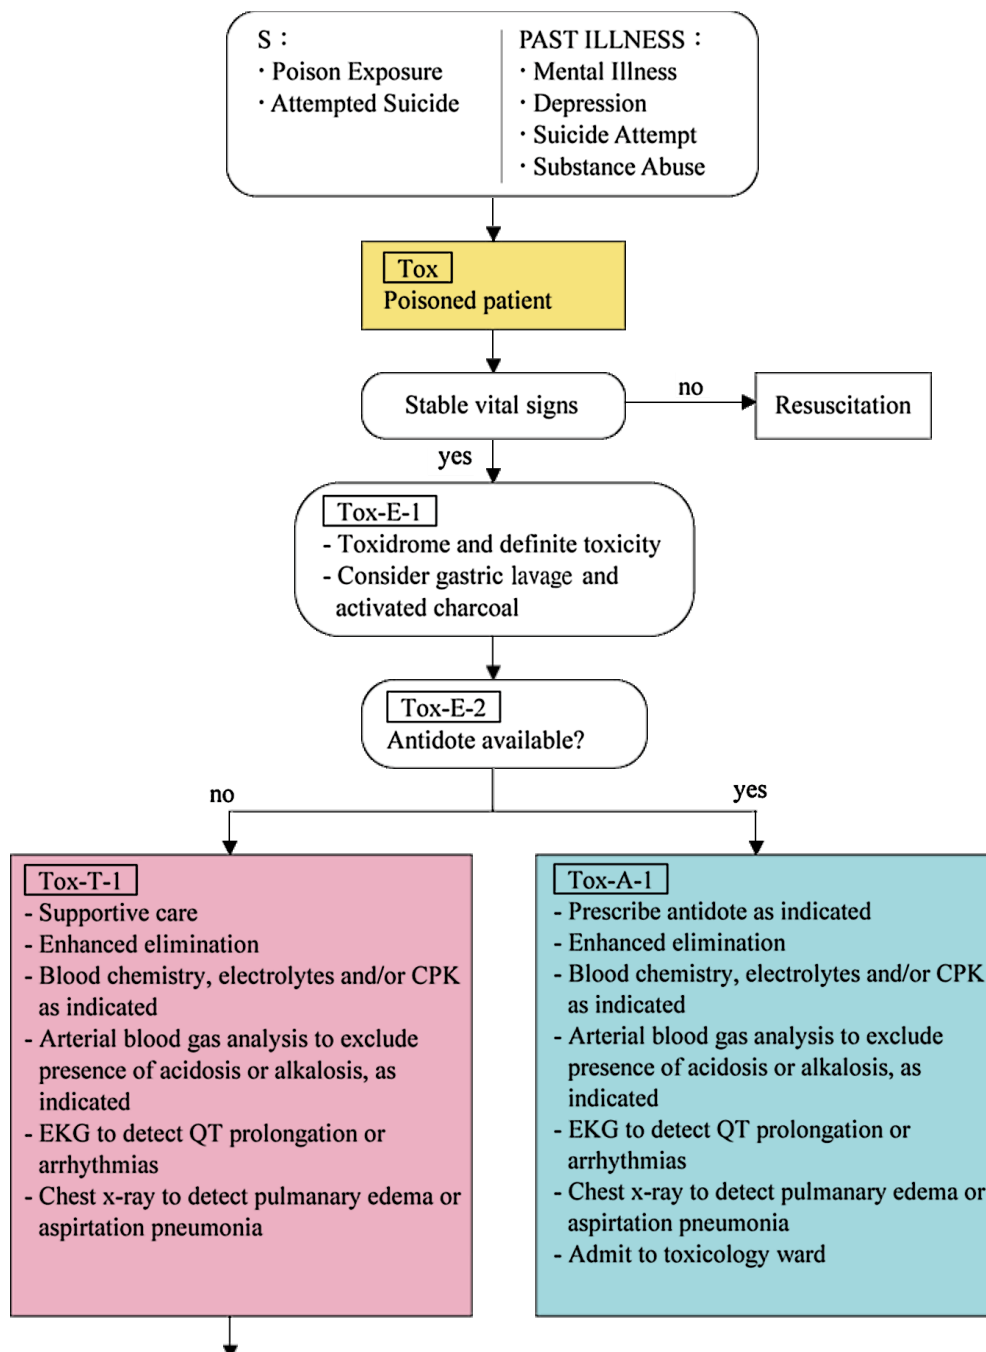 S：
· Poison Exposure
· Attempted Suicide
PAST ILLNESS：
· Mental Illness
· Depression
· Suicide Attempt
· Substance Abuse
Tox
Poisoned patient
Stable vital signs
no
Resuscitation
yes
Tox-E-1
- Toxidrome and definite toxicity
- Consider gastric lavage and
activated charcoal
Tox-E-2
Antidote available?
no
yes
Tox-T-1
- Supportive care
- Enhanced elimination
- Blood chemistry, electrolytes and/or CPK
as indicated
- Arterial blood gas analysis to exclude
presence of acidosis or alkalosis, as
indicated
- EKG to detect QT prolongation or
arrhythmias
- Chest x-ray to detect pulmanary edema or
aspirtation pneumonia
Tox-A-1
- Prescribe antidote as indicated
- Enhanced elimination
- Blood chemistry, electrolytes and/or CPK
as indicated
- Arterial blood gas analysis to exclude
presence of acidosis or alkalosis, as
indicated
- EKG to detect QT prolongation or
arrhythmias
- Chest x-ray to detect pulmanary edema or
aspirtation pneumonia
- Admit to toxicology ward